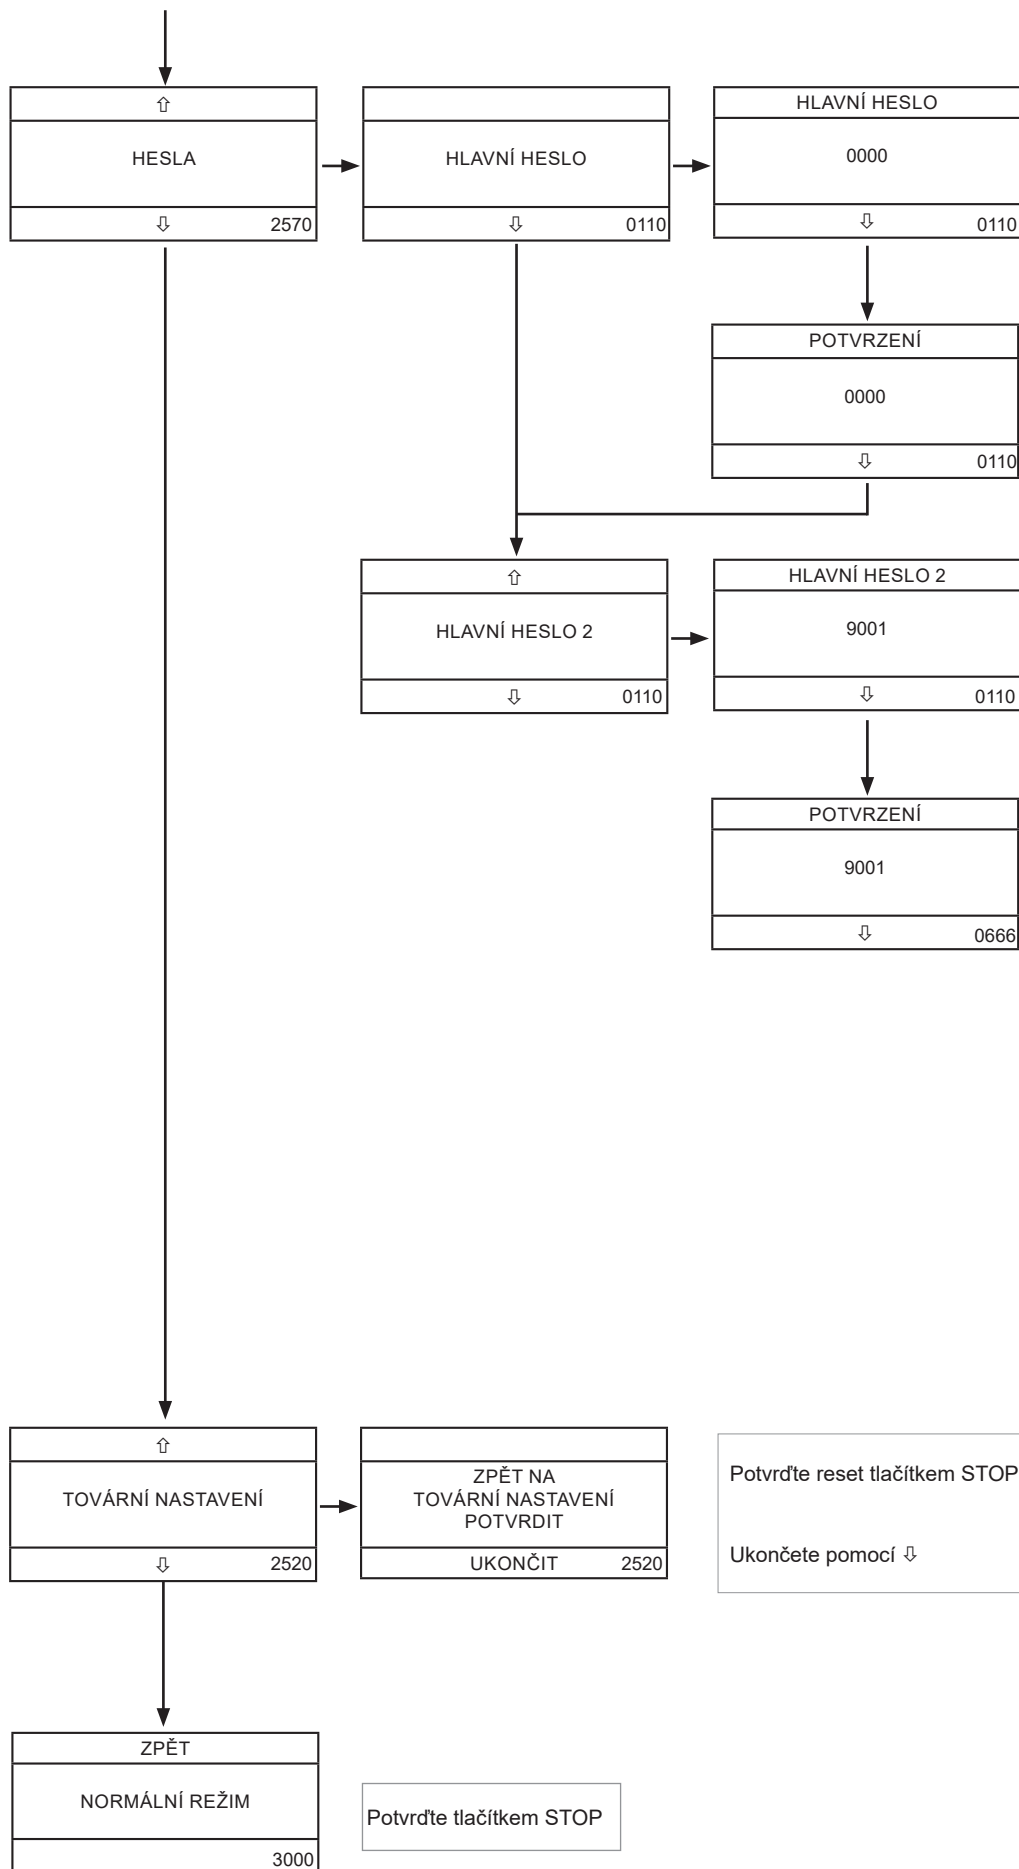 ⇧
HESLA
⇩ 2570
HLAVNÍ HESLO
⇩ 0110
HLAVNÍ HESLO
0000
⇩ 0110
POTVRZENÍ
0000
⇩ 0110
⇧
HLAVNÍ HESLO 2
⇩ 0110
HLAVNÍ HESLO 2
9001
⇩ 0110
POTVRZENÍ
9001
⇩ 0666
⇧
TOVÁRNÍ NASTAVENÍ
⇩ 2520
ZPĚT NA
TOVÁRNÍ NASTAVENÍ
POTVRDIT
UKONČIT 2520
Potvrďte reset tlačítkem STOP
Ukončete pomocí ⇩
ZPĚT
NORMÁLNÍ REŽIM
3000
Potvrďte tlačítkem STOP